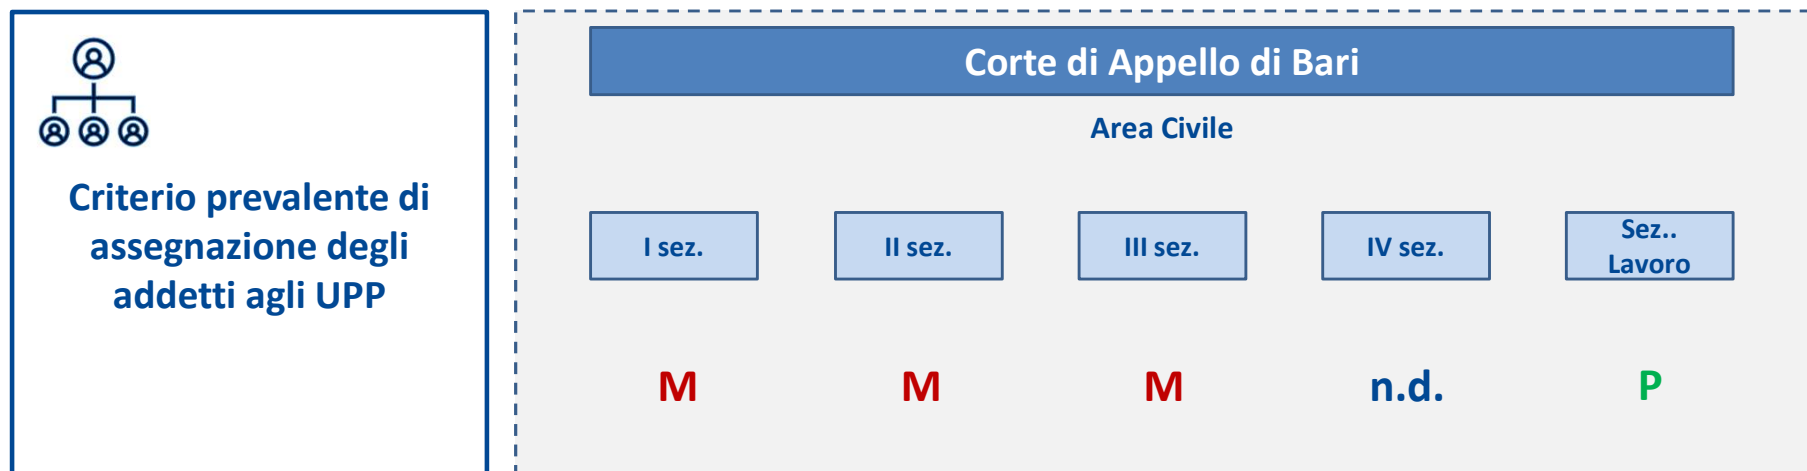 Criterio prevalente di
assegnazione degli
addetti agli UPP
Corte di Appello di Bari
Area Civile
I sez.
II sez.
III sez.
IV sez.
Sez..
Lavoro
M
M
M
n.d.
P